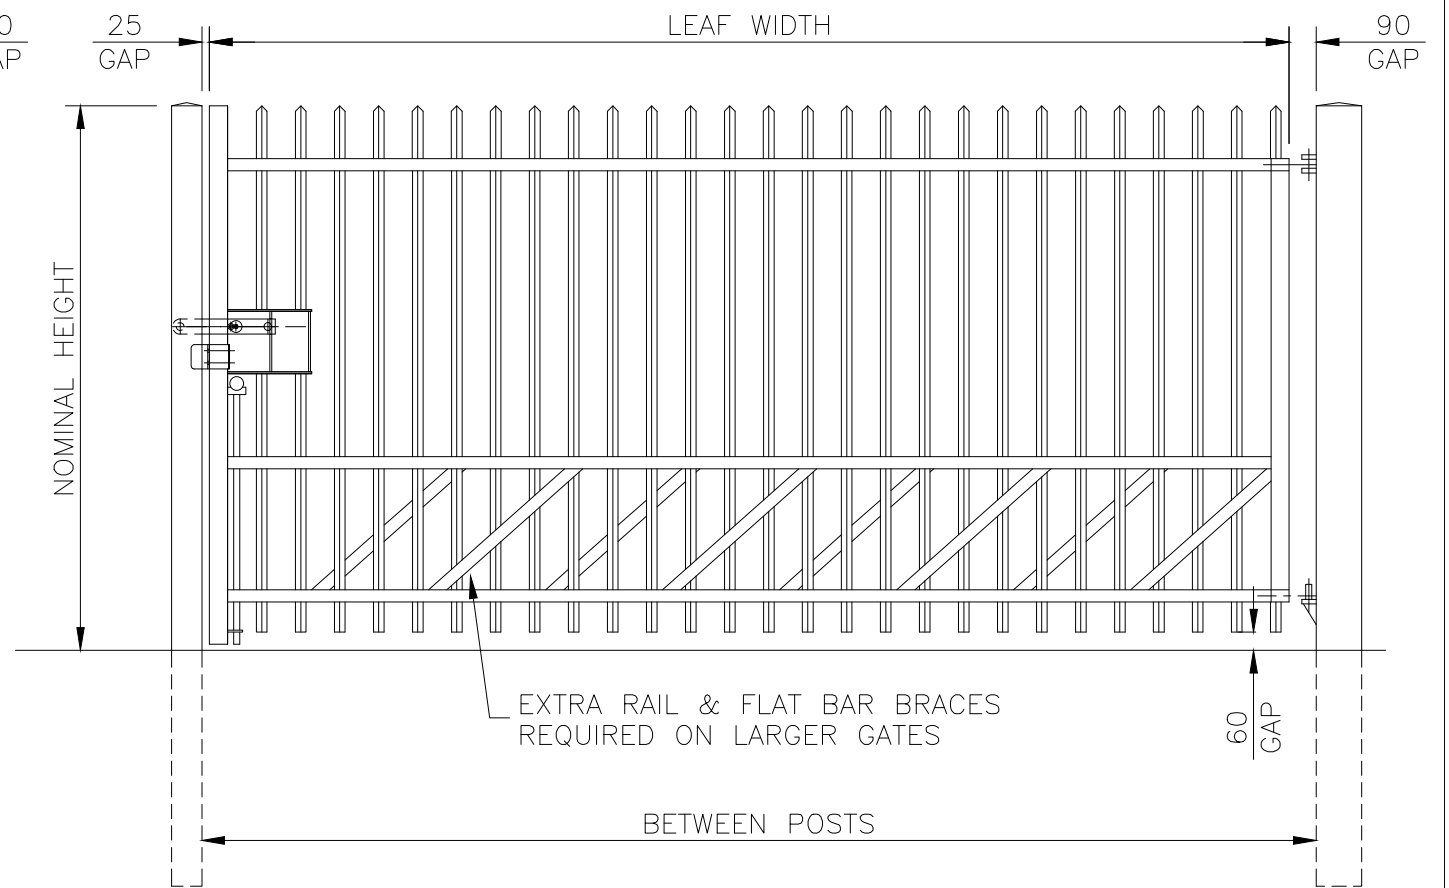 25
GAP
LEAF WIDTH
90
GAP
NOMINAL HEIGHT
EXTRA RAIL & FLAT BAR BRACES
REQUIRED ON LARGER GATES
60
GAP
BETWEEN POSTS